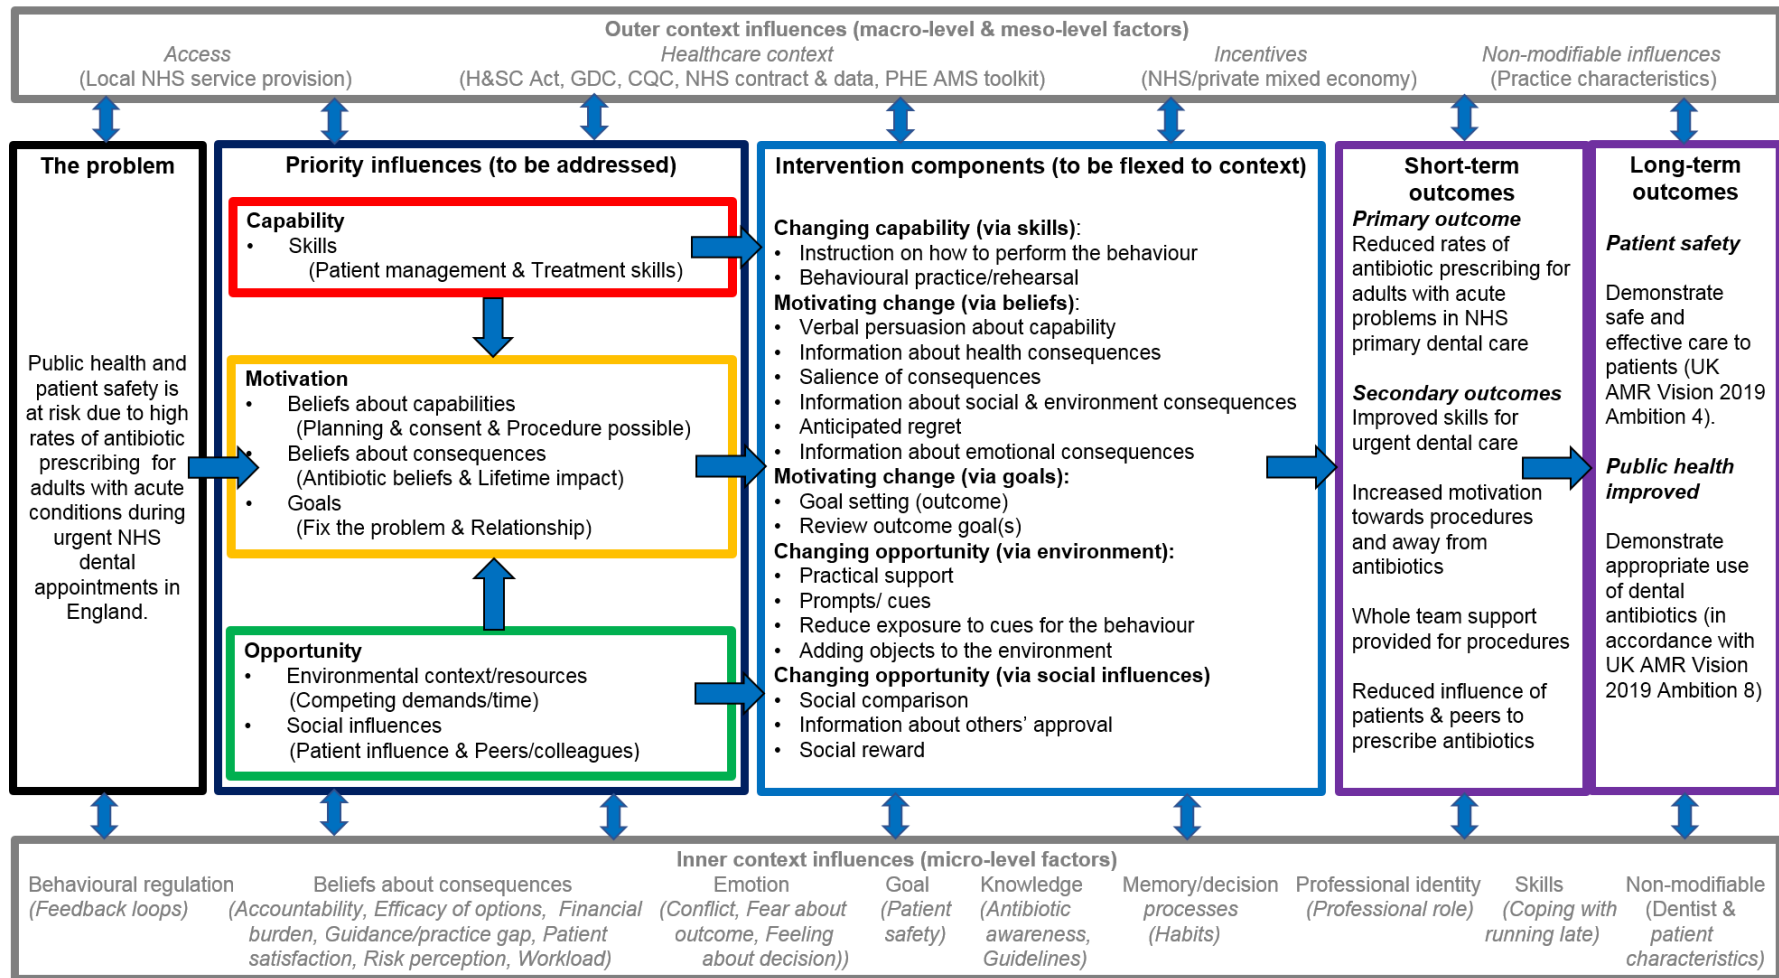 Outer context influences (macro-level & meso-level factors)
Access
(Local NHS service provision)
Healthcare context
(H&SC Act, GDC, CQC, NHS contract & data, PHE AMS toolkit)
Incentives
(NHS/private mixed economy)
Non-modifiable influences
(Practice characteristics)
The problem
Public health and
patient safety is
at risk due to high
rates of antibiotic
prescribing for
adults with acute
conditions during
urgent NHS
dental
appointments in
England.
Priority influences (to be addressed)
Capability
• Skills
(Patient management & Treatment skills)
Motivation
• Beliefs about capabilities
(Planning & consent & Procedure possible)
• Beliefs about consequences
(Antibiotic beliefs & Lifetime impact)
• Goals
(Fix the problem & Relationship)
Opportunity
• Environmental context/resources
(Competing demands/time)
• Social influences
(Patient influence & Peers/colleagues)
Intervention components (to be flexed to context)
Changing capability (via skills):
• Instruction on how to perform the behaviour
• Behavioural practice/rehearsal
Motivating change (via beliefs):
• Verbal persuasion about capability
• Information about health consequences
• Salience of consequences
• Information about social & environment consequences
• Anticipated regret
• Information about emotional consequences
Motivating change (via goals):
• Goal setting (outcome)
• Review outcome goal(s)
Changing opportunity (via environment):
• Practical support
• Prompts/ cues
• Reduce exposure to cues for the behaviour
• Adding objects to the environment
Changing opportunity (via social influences)
• Social comparison
• Information about others’ approval
• Social reward
Short-term
outcomes
Primary outcome
Reduced rates of
antibiotic prescribing for
adults with acute
problems in NHS
primary dental care
Secondary outcomes
Improved skills for
urgent dental care
Increased motivation
towards procedures
and away from
antibiotics
Whole team support
provided for procedures
Reduced influence of
patients & peers to
prescribe antibiotics
Long-term
outcomes
Patient safety
Demonstrate
safe and
effective care to
patients (UK
AMR Vision 2019
Ambition 4).
Public health
improved
Demonstrate
appropriate use
of dental
antibiotics (in
accordance with
UK AMR Vision
2019 Ambition 8)
Inner context influences (micro-level factors)
Behavioural regulation
(Feedback loops)
Beliefs about consequences
(Accountability, Efficacy of options, Financial
burden, Guidance/practice gap, Patient
satisfaction, Risk perception, Workload)
Emotion
(Conflict, Fear about
outcome, Feeling
about decision))
Goal
(Patient
safety)
Knowledge
(Antibiotic
awareness,
Guidelines)
Memory/decision
processes
(Habits)
Professional identity
(Professional role)
Skills
(Coping with
running late)
Non-modifiable
(Dentist &
patient
characteristics)